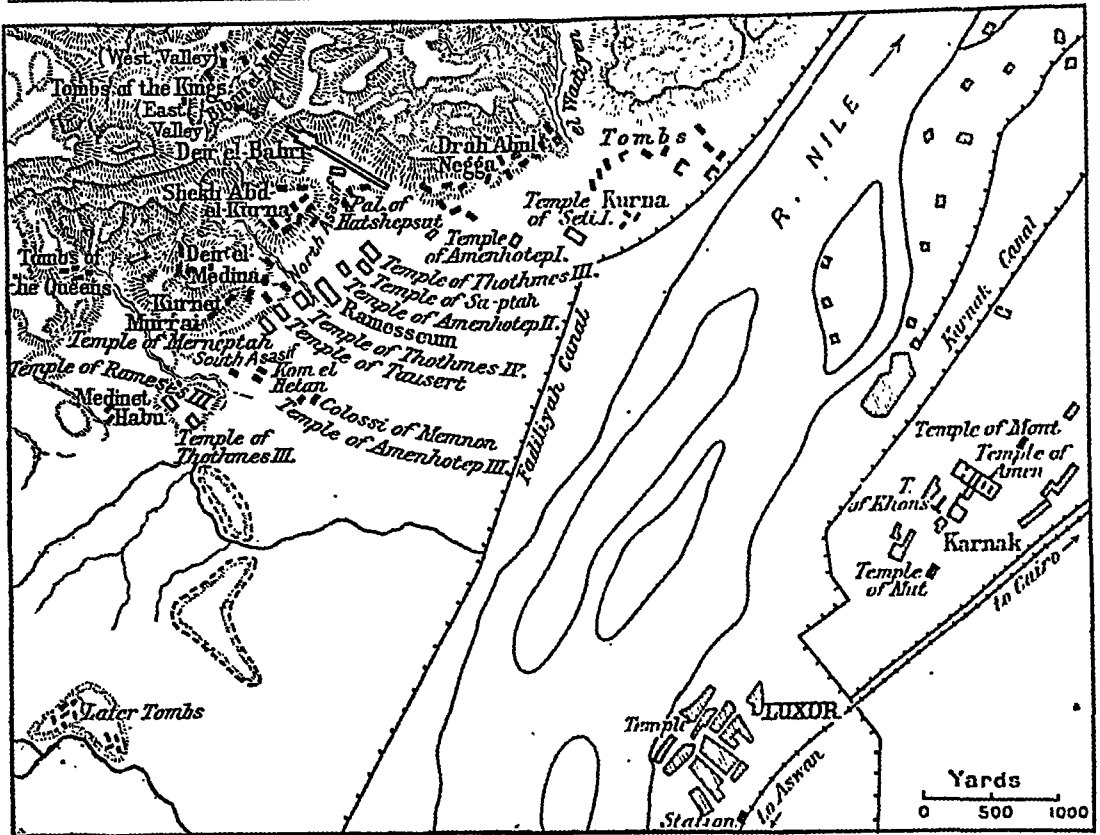 (West Valley)
Tombs of the Kings
(East
Valley)
Deir el-Bahri
el Wadiyan
Drah Abul
Negga
Tombs
R. NILE
Shekh Abd
el-Kurna
North Asasif
Pal. of
Hatshepsut
Temple
of Seti I.
Kurna
Temple
of Amenhotep I.
Temple of Thothmes III.
Temple of Sa-ptah
Temple of Amenhotep II.
Ramesseum
Temple of Thothmes IV.
Temple of Tausert
Tombs of
the Queens
Deir el
Medina
Kurnet
Murrai
Temple of Merneptah
South Asasif
Kom el
Hetan
Temple of Rameses III
Medinet
Habu
Colossi of Memnon
Temple of Amenhotep III.
Temple of
Thothmes III.
Fadiliyah Canal
Karnak Canal
Temple of Mont
Temple of
Amen
T.
of Khons
Karnak
Temple
of Mut
to Cairo
Later Tombs
Temple
LUXOR
Station
to Aswan
Yards
0 500 1000